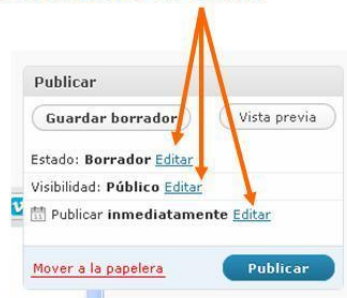 Publicar
Guardar borrador Vista previa
Estado: Borrador Editar
Visibilidad: Público Editar
Publicar inmediatamente Editar
Mover a la papelera Publicar